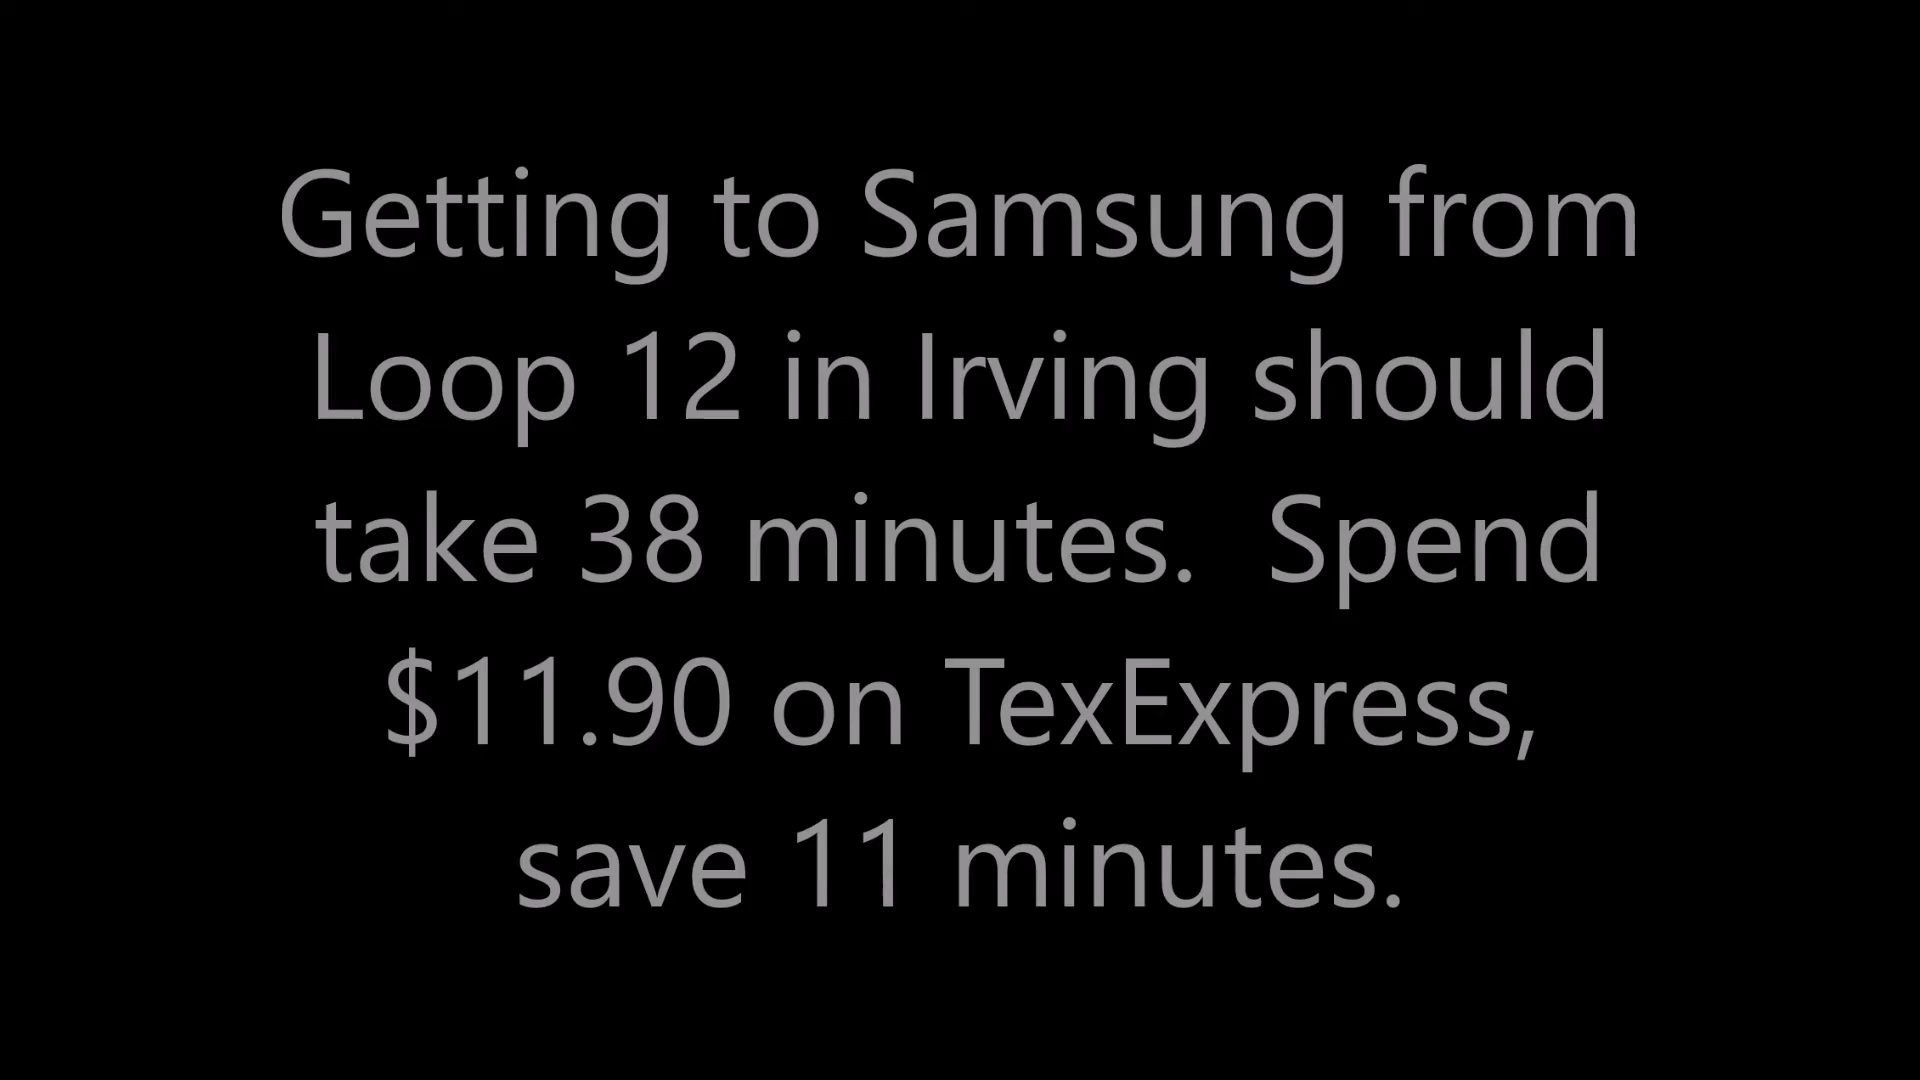 Getting to Samsung from
Loop 12 in Irving should
take 38 minutes.  Spend
$11.90 on TexExpress,
save 11 minutes.